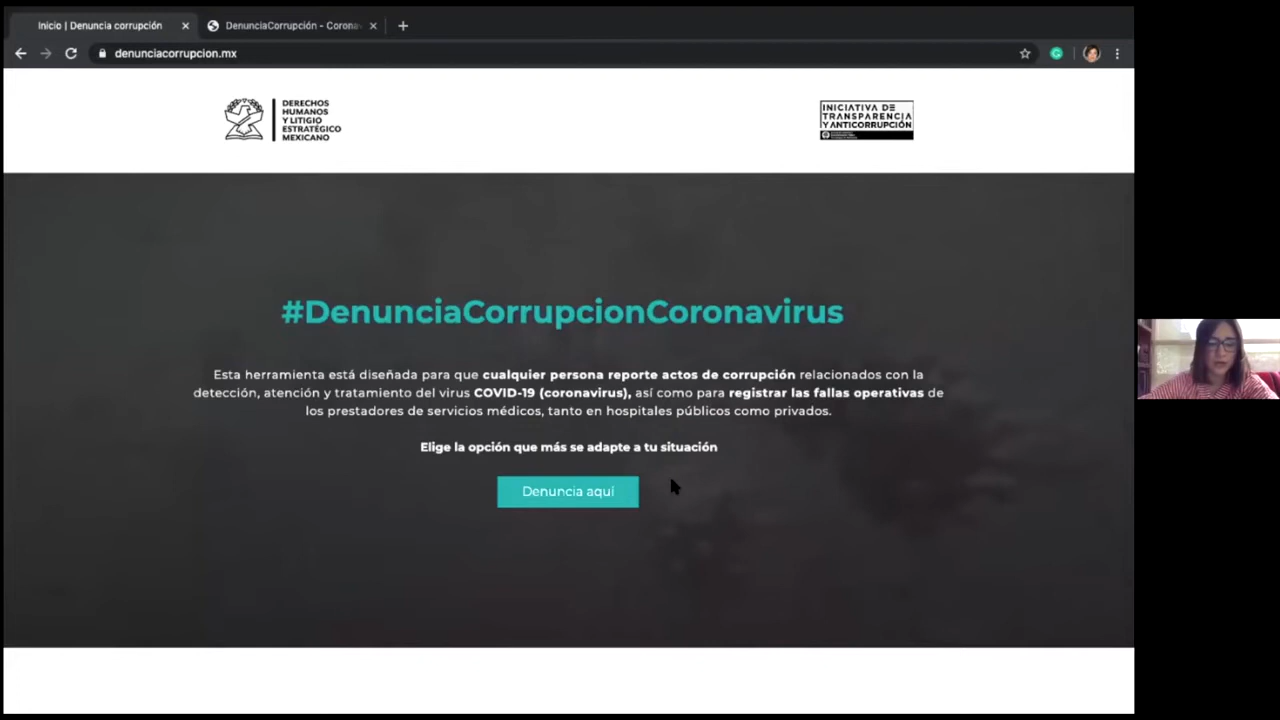 Inicio | Denuncia corrupción
DenunciaCorrupción - Corona
denunciacorrupcion.mx
DERECHOS
HUMANOS
Y LITIGIO
ESTRATÉGICO
MEXICANO
INICIATIVA DE
TRANSPARENCIA
Y ANTICORRUPCIÓN
#DenunciaCorrupcionCoronavirus
Esta herramienta está diseñada para que cualquier persona reporte actos de corrupción relacionados con la
detección, atención y tratamiento del virus COVID-19 (coronavirus), así como para registrar las fallas operativas de
los prestadores de servicios médicos, tanto en hospitales públicos como privados.
Elige la opción que más se adapte a tu situación
Denuncia aquí